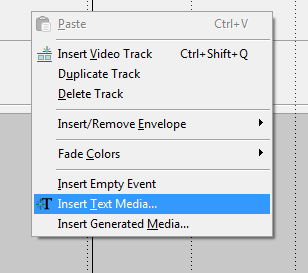 Paste Ctrl+V
Insert Video Track Ctrl+Shift+Q
Duplicate Track
Delete Track
Insert/Remove Envelope
Fade Colors
Insert Empty Event
T Insert Text Media...
Insert Generated Media...